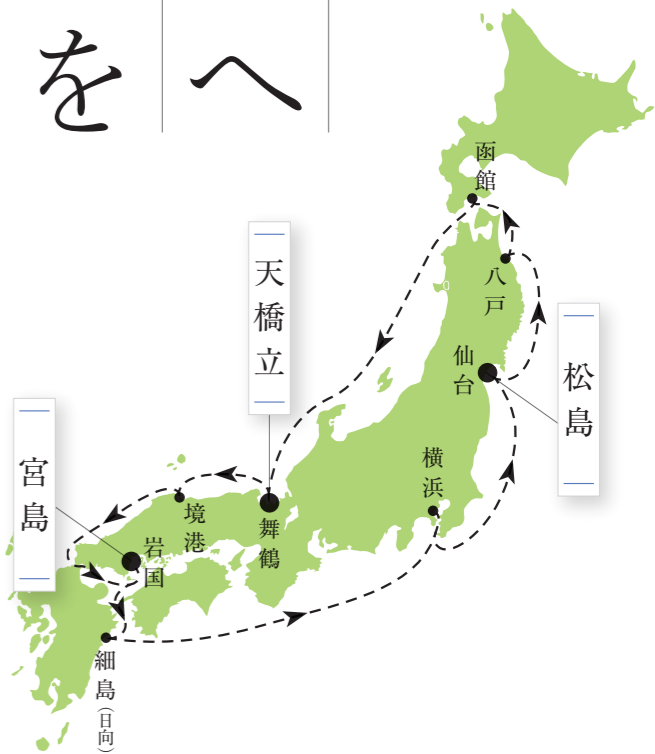 へ
を
函館
八戸
仙台
松島
横浜
天橋立
舞鶴
境港
宮島
岩国
細島(日向)